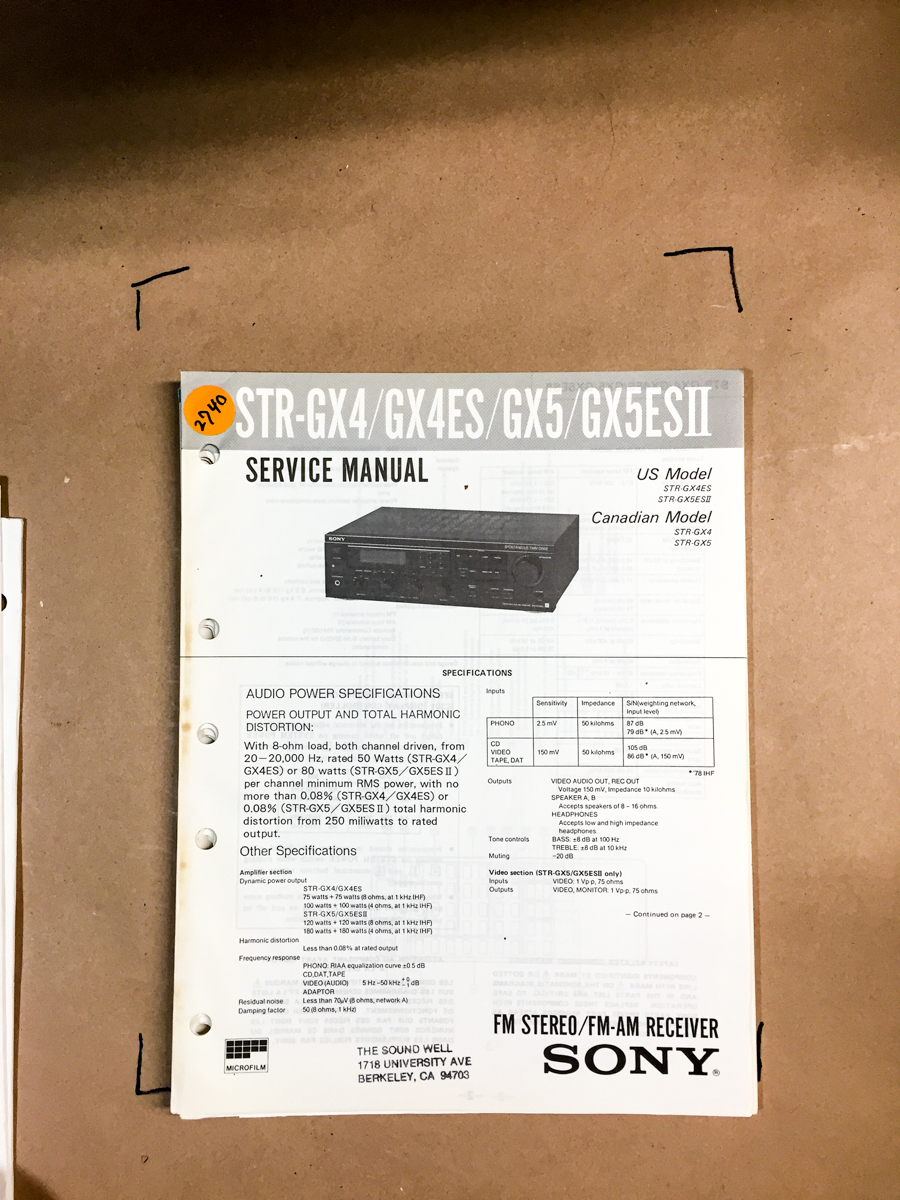 2740
STR-GX4/GX4ES/GX5/GX5ESII
SERVICE MANUAL
US Model
STR-GX4ES
STR-GX5ESII
Canadian Model
STR-GX4
STR-GX5
SONY
SPECIFICATIONS
AUDIO POWER SPECIFICATIONS
POWER OUTPUT AND TOTAL HARMONIC
DISTORTION:
With 8-ohm load, both channel driven, from
20-20,000 Hz, rated 50 Watts (STR-GX4/
GX4ES) or 80 watts (STR-GX5/GX5ESII)
per channel minimum RMS power, with no
more than 0.08% (STR-GX4/GX4ES) or
0.08% (STR-GX5/GX5ESII) total harmonic
distortion from 250 miliwatts to rated
output.
Other Specifications
Amplifier section
Dynamic power output
STR-GX4/GX4ES
75 watts + 75 watts (8 ohms, at 1 kHz IHF)
100 watts + 100 watts (4 ohms, at 1 kHz IHF)
STR-GX5/GX5ESII
120 watts + 120 watts (8 ohms, at 1 kHz IHF)
180 watts + 180 watts (4 ohms, at 1 kHz IHF)
Harmonic distortion
Less than 0.08% at rated output
Frequency response
PHONO: RIAA equalization curve ±0.5 dB
CD,DAT,TAPE
VIDEO (AUDIO) 5 Hz-50 kHz +0 -1 dB
ADAPTOR
Residual noise Less than 70μV (8 ohms, network A)
Damping factor 50 (8 ohms, 1 kHz)
Inputs
Sensitivity Impedance S/N(weighting network, input level)
PHONO 2.5 mV 50 kilohms 87 dB
79 dB* (A, 2.5 mV)
CD
VIDEO
TAPE, DAT 150 mV 50 kilohms 105 dB
86 dB* (A, 150 mV)
*'78 IHF
Outputs VIDEO AUDIO OUT, REC OUT
Voltage 150 mV, Impedance 10 kilohms
SPEAKER A, B
Accepts speakers of 8 - 16 ohms
HEADPHONES
Accepts low and high impedance
headphones
Tone controls BASS: ±8 dB at 100 Hz
TREBLE: ±8 dB at 10 kHz
Muting -20 dB
Video section (STR-GX5/GX5ESII only)
Inputs VIDEO: 1 Vp-p, 75 ohms
Outputs VIDEO, MONITOR: 1 Vp-p, 75 ohms
— Continued on page 2 —
MICROFILM
THE SOUND WELL
1718 UNIVERSITY AVE
BERKELEY, CA 94703
FM STEREO/FM-AM RECEIVER
SONY®